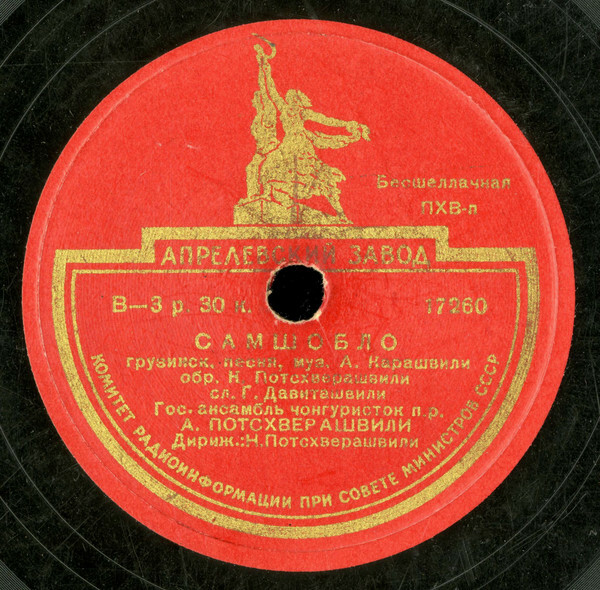 Бесшеллачная
ПХВ-п
АПРЕЛЕВСКИЙ ЗАВОД
В—3 р. 30 к. 17260
САМШОБЛО
грузинск. песня, муз. А. Карашвили
обр. К. Потсхверашвили
сл. Г. Давиташвили
Гос. ансамбль чонгуристок п.р.
А. ПОТСХВЕРАШВИЛИ
Дириж.:Н.Потсхверашвили
КОМИТЕТ РАДИОИНФОРМАЦИИ ПРИ СОВЕТЕ МИНИСТРОВ СССР